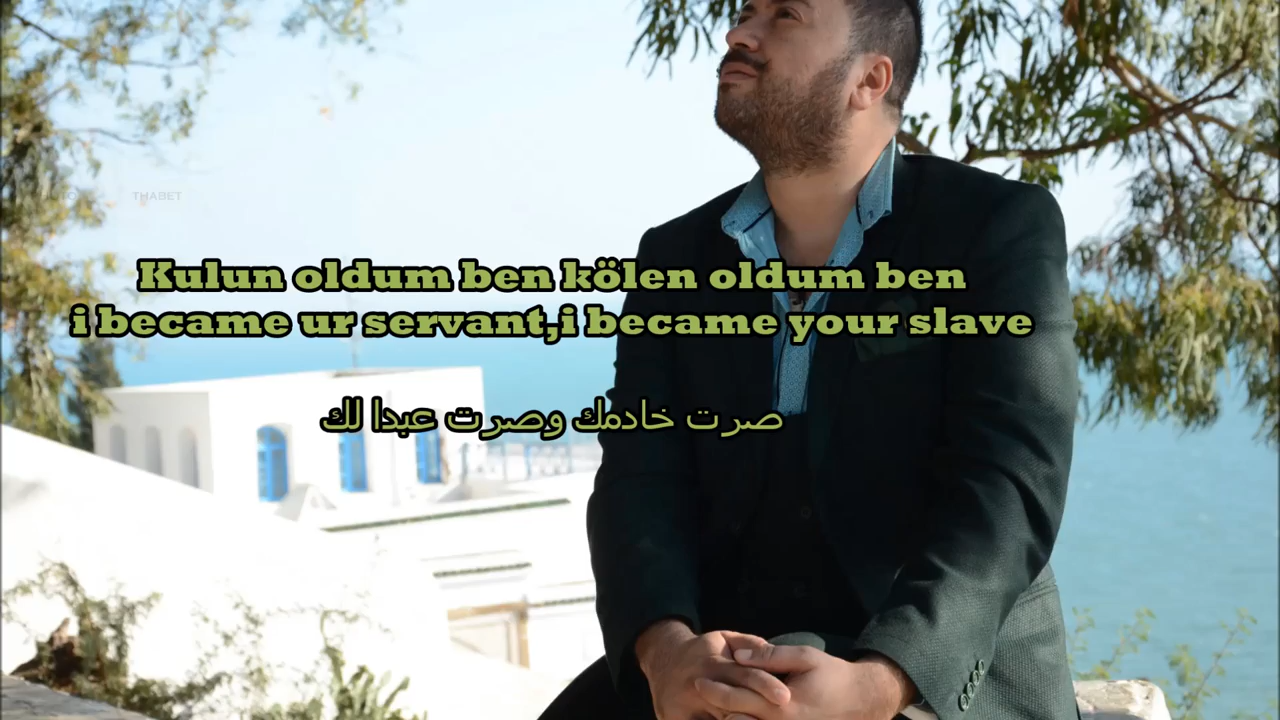 THABET
Kulun oldum ben kölen oldum ben
i became ur servant,i became your slave
صرت خادمك وصرت عبدا لك